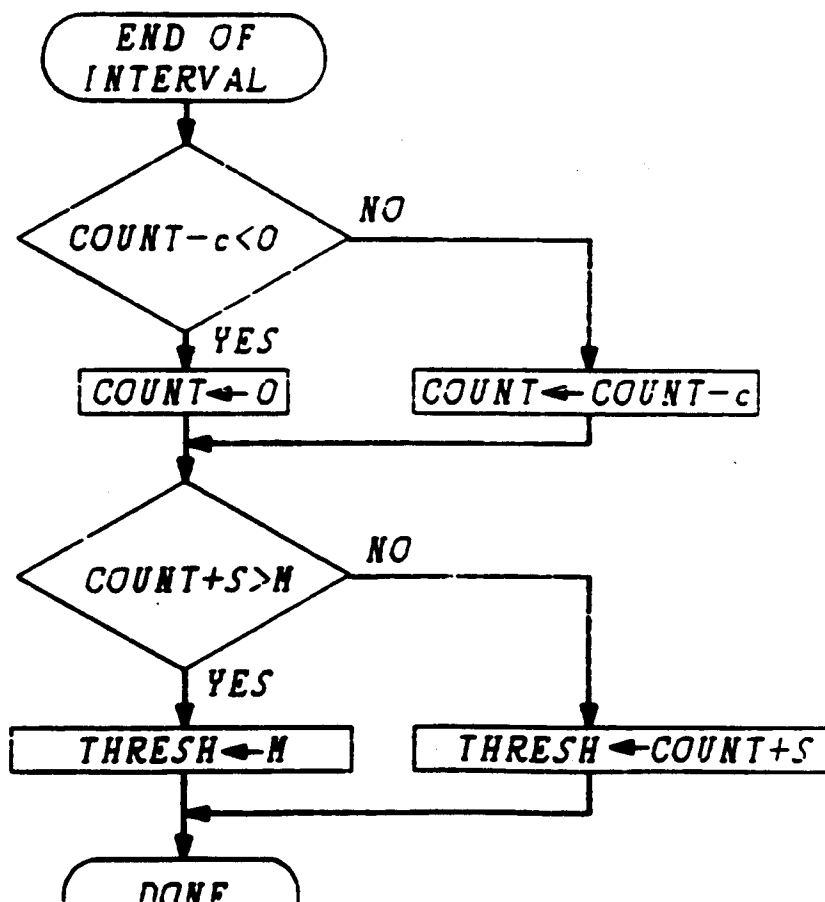 END OF
INTERVAL
COUNT-c<0
NO
YES
COUNT←0
COUNT←COUNT-c
COUNT+S>M
NO
YES
THRESH←M
THRESH←COUNT+S
DONE